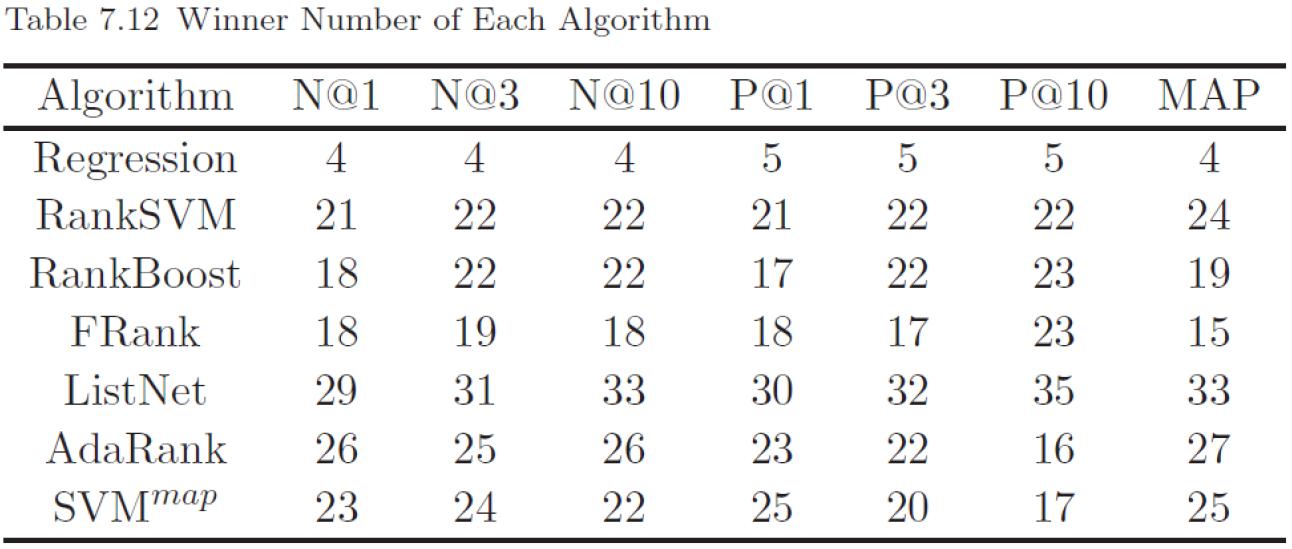 Table 7.12 Winner Number of Each Algorithm
Algorithm N@1 N@3 N@10 P@1 P@3 P@10 MAP
Regression 4 4 4 5 5 5 4
RankSVM 21 22 22 21 22 22 24
RankBoost 18 22 22 17 22 23 19
FRank 18 19 18 18 17 23 15
ListNet 29 31 33 30 32 35 33
AdaRank 26 25 26 23 22 16 27
SVMmap 23 24 22 25 20 17 25